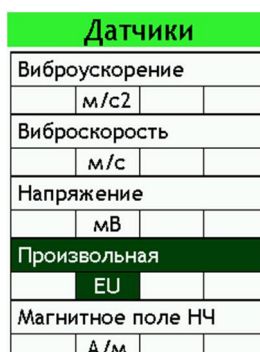 Датчики
Виброускорение
м/с2
Виброскорость
м/с
Напряжение
мВ
Произвольная
EU
Магнитное поле НЧ
А/м